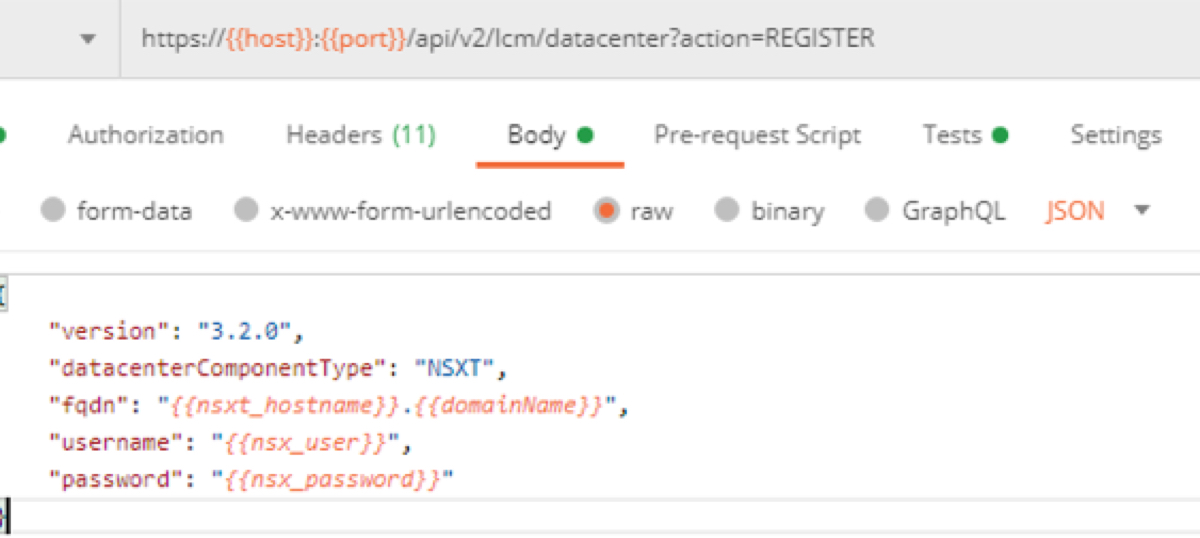 https://{{host}}:{{port}}/api/v2/lcm/datacenter?action=REGISTER
Authorization Headers (11) Body Pre-request Script Tests Settings
form-data x-www-form-urlencoded raw binary GraphQL JSON
{
"version": "3.2.0",
"datacenterComponentType": "NSXT",
"fqdn": "{{nsxt_hostname}}.{{domainName}}",
"username": "{{nsx_user}}",
"password": "{{nsx_password}}"
}